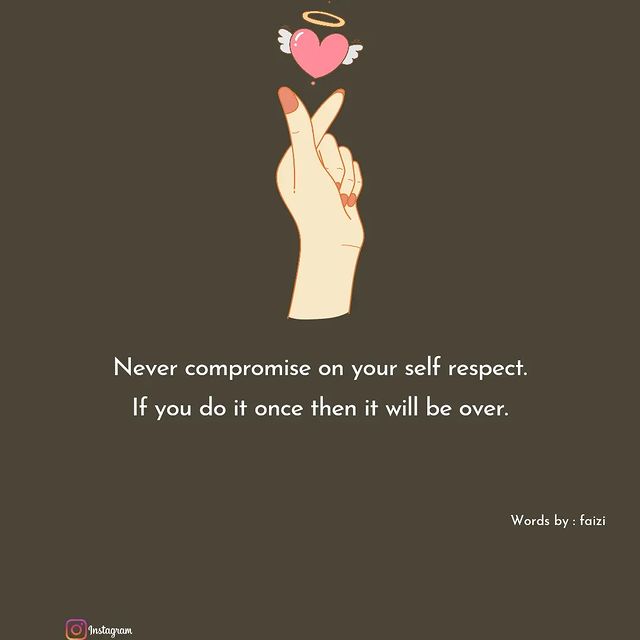 Never compromise on your self respect.
If you do it once then it will be over.
Words by : faizi
Instagram